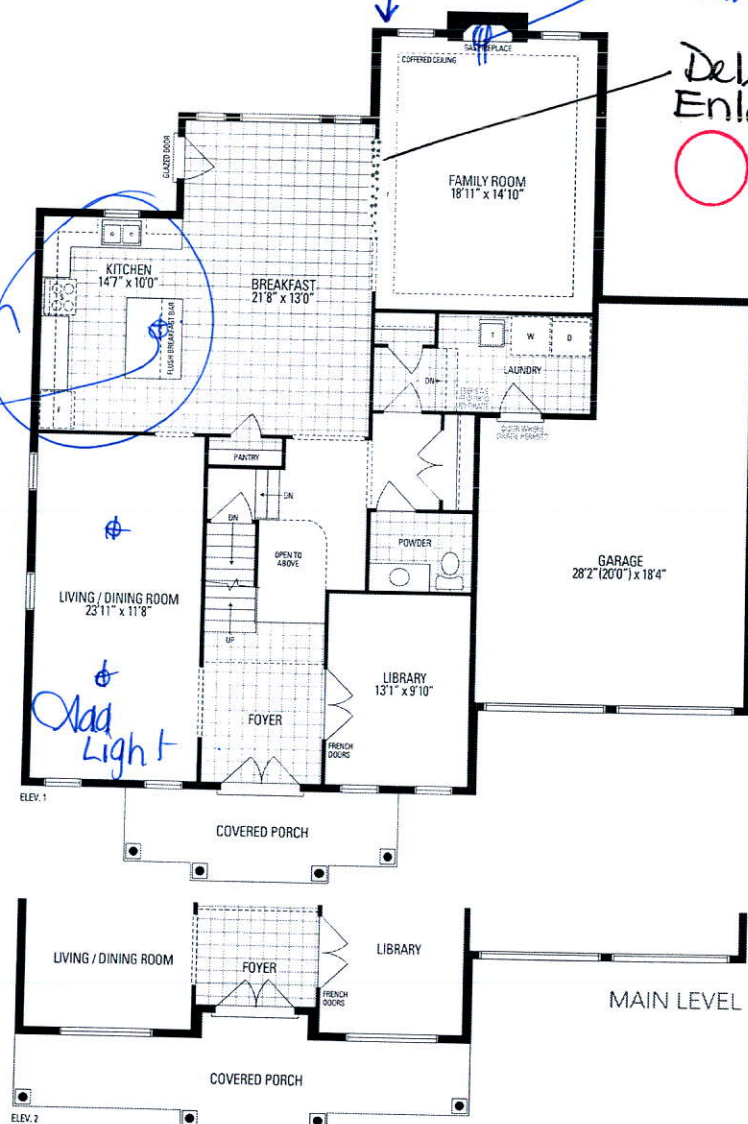 GAS FIREPLACE
COFFERED CEILING
FAMILY ROOM
18'11" x 14'10"
GLAZED DOOR
KITCHEN
14'7" x 10'0"
BREAKFAST
21'8" x 13'0"
FLUSH BREAKFAST BAR
T
W
D
LAUNDRY
DN
PANTRY
DN
DN
OPEN TO
ABOVE
POWDER
GARAGE
28'2" (20'0") x 18'4"
LIVING / DINING ROOM
23'11" x 11'8"
UP
LIBRARY
13'1" x 9'10"
Add
Light
FOYER
FRENCH
DOORS
ELEV. 1
COVERED PORCH
LIVING / DINING ROOM
FOYER
LIBRARY
FRENCH
DOORS
MAIN LEVEL
COVERED PORCH
ELEV. 2